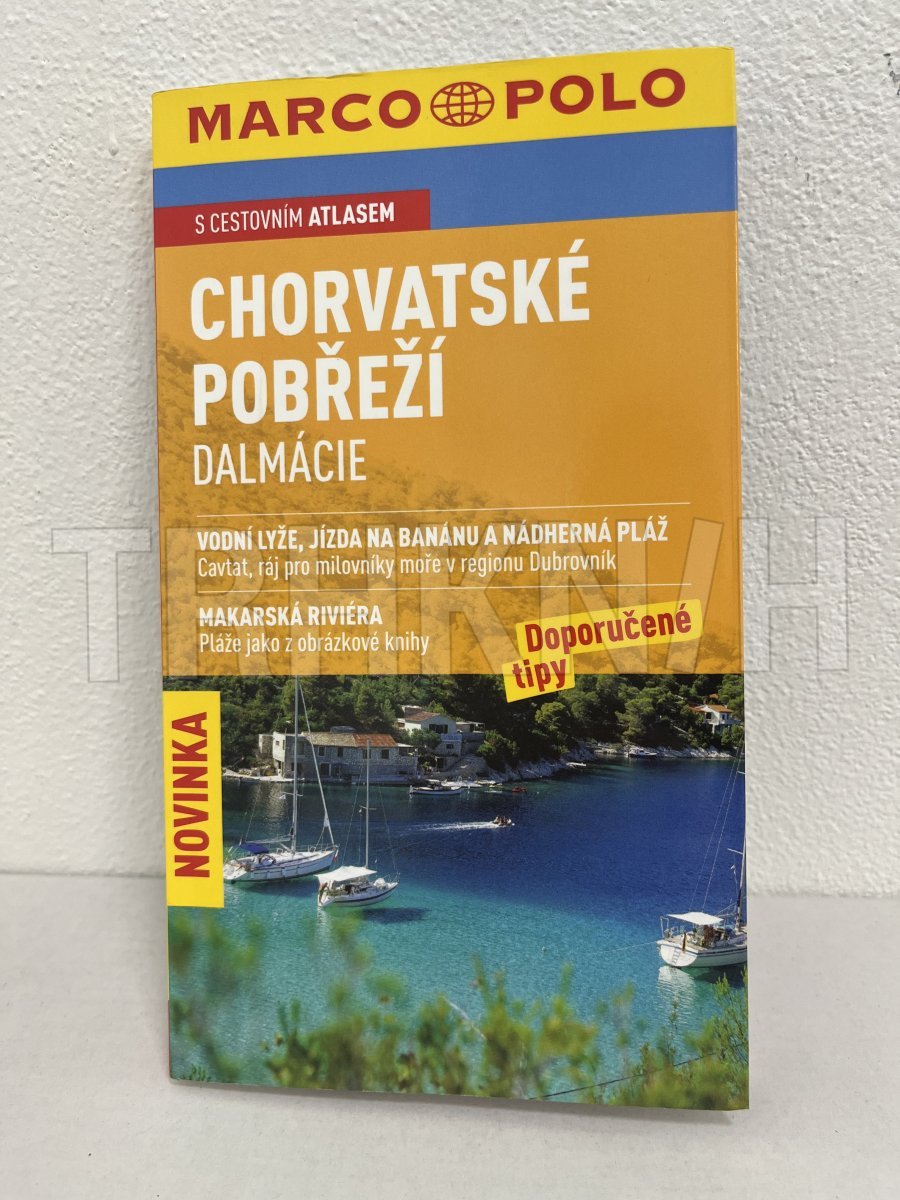 MARCO POLO
S CESTOVNÍM ATLASEM
CHORVATSKÉ
POBŘEŽÍ
DALMÁCIE
VODNÍ LYŽE, JÍZDA NA BANÁNU A NÁDHERNÁ PLÁŽ
Cavtat, ráj pro milovníky moře v regionu Dubrovník
MAKARSKÁ RIVIÉRA
Pláže jako z obrázkové knihy
Doporučené
tipy
NOVINKA
TRHKNIH